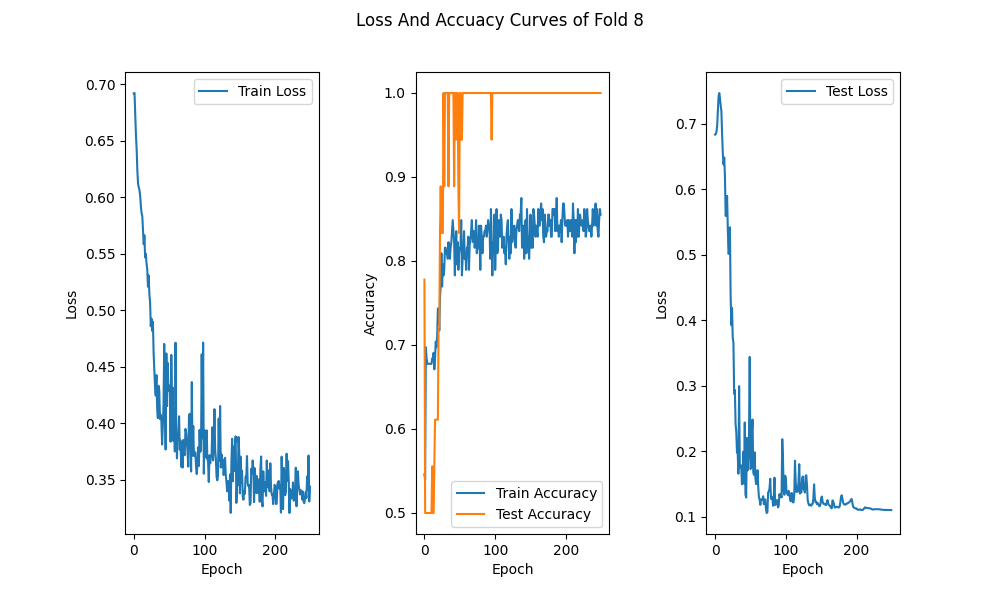 Loss And Accuacy Curves of Fold 8
Train Loss
0.70
0.65
0.60
0.55
0.50
0.45
0.40
0.35
Loss
0
100
200
Epoch
1.0
0.9
0.8
0.7
0.6
0.5
Accuracy
Train Accuracy
Test Accuracy
0
100
200
Epoch
Test Loss
0.7
0.6
0.5
0.4
0.3
0.2
0.1
Loss
0
100
200
Epoch